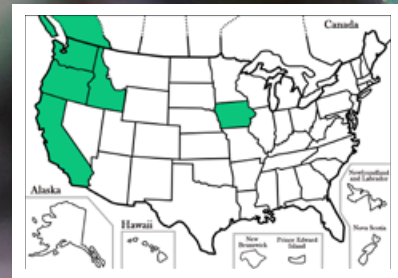 Canada
Alaska
Hawaii
New
Brunswick
Prince Edward
Island
Newfoundland
and Labrador
Nova Scotia